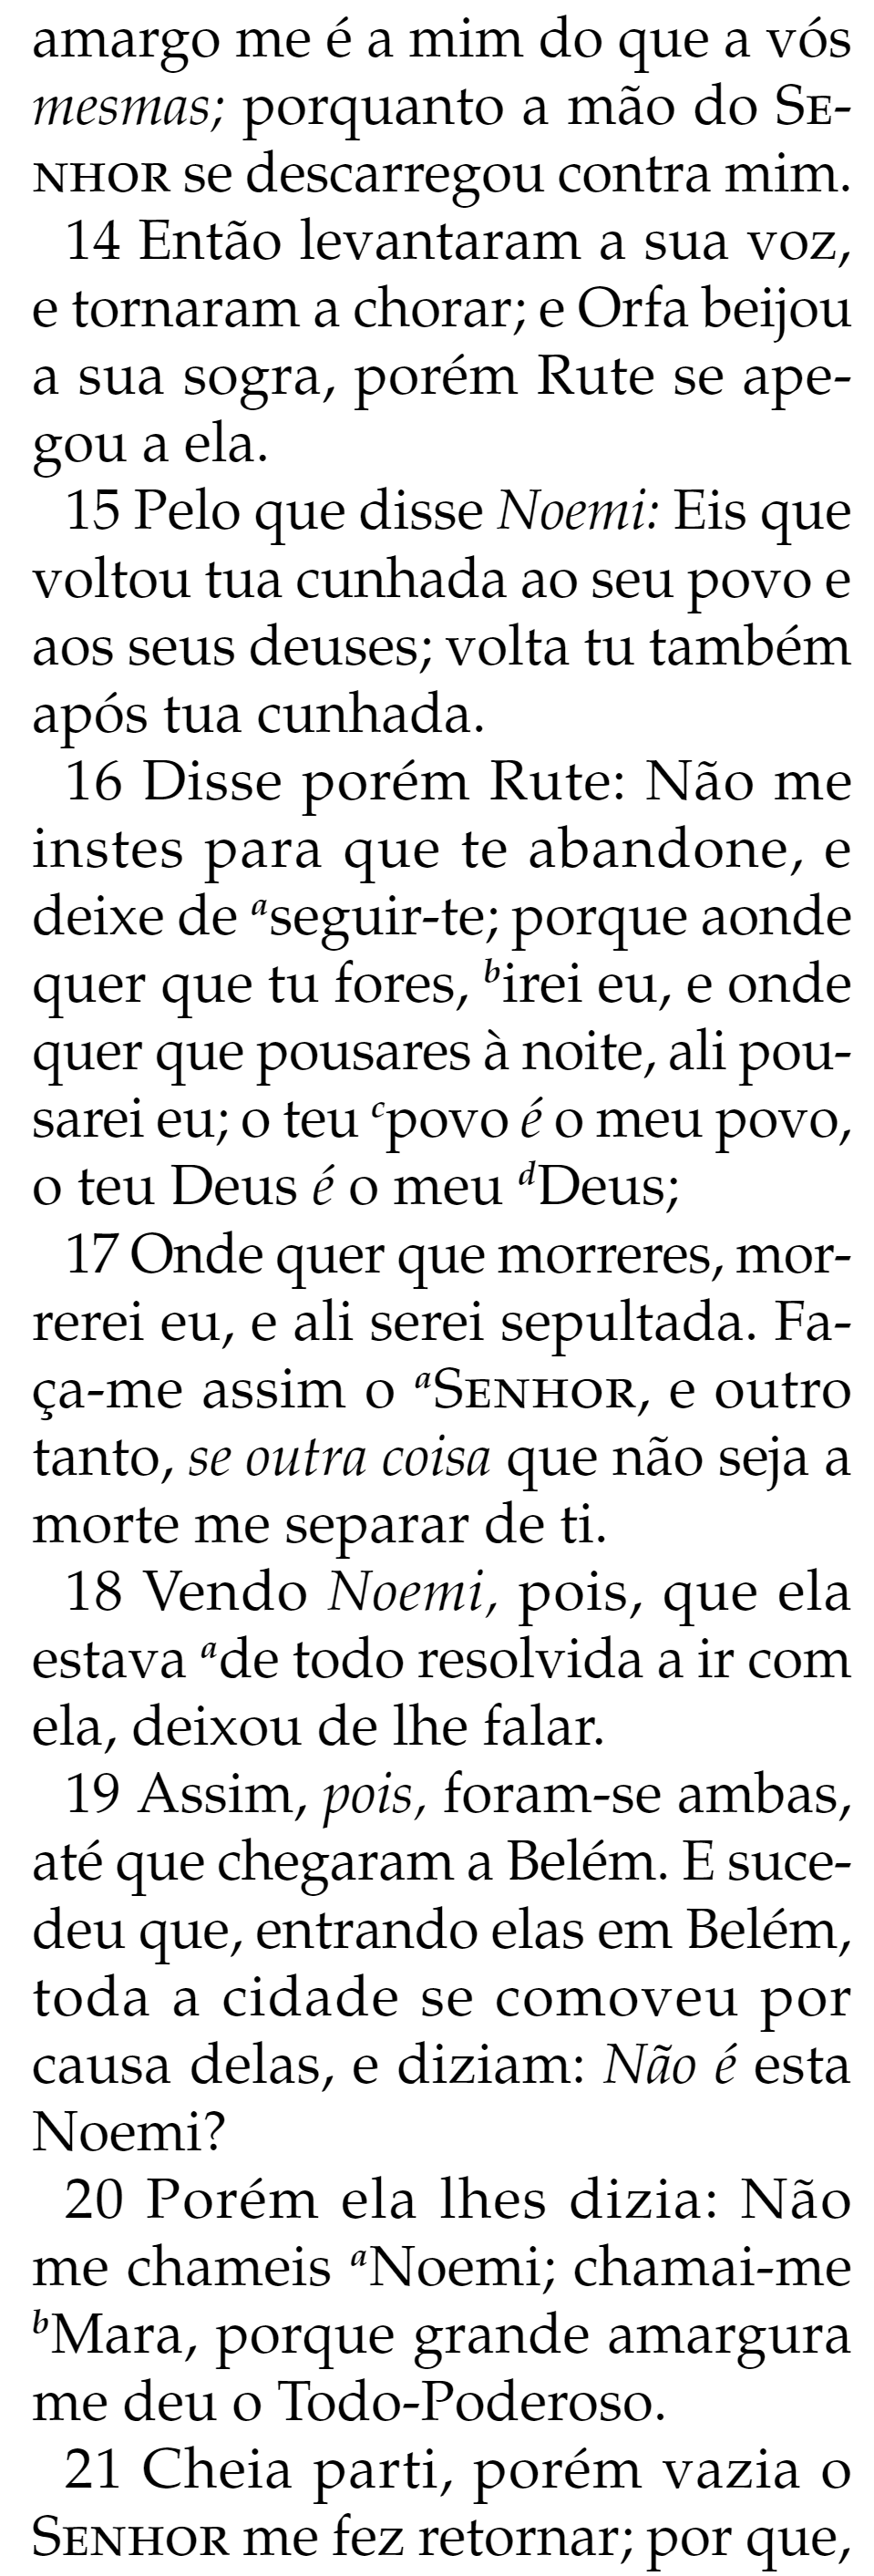 amargo me é a mim do que a vós
mesmas; porquanto a mão do SE-
NHOR se descarregou contra mim.
14 Então levantaram a sua voz,
e tornaram a chorar; e Orfa beijou
a sua sogra, porém Rute se ape-
gou a ela.
15 Pelo que disse Noemi: Eis que
voltou tua cunhada ao seu povo e
aos seus deuses; volta tu também
após tua cunhada.
16 Disse porém Rute: Não me
instes para que te abandone, e
deixe de aseguir-te; porque aonde
quer que tu fores, birei eu, e onde
quer que pousares à noite, ali pou-
sarei eu; o teu cpovo é o meu povo,
o teu Deus é o meu dDeus;
17 Onde quer que morreres, mor-
rerei eu, e ali serei sepultada. Fa-
ça-me assim o aSENHOR, e outro
tanto, se outra coisa que não seja a
morte me separar de ti.
18 Vendo Noemi, pois, que ela
estava ade todo resolvida a ir com
ela, deixou de lhe falar.
19 Assim, pois, foram-se ambas,
até que chegaram a Belém. E suce-
deu que, entrando elas em Belém,
toda a cidade se comoveu por
causa delas, e diziam: Não é esta
Noemi?
20 Porém ela lhes dizia: Não
me chameis aNoemi; chamai-me
bMara, porque grande amargura
me deu o Todo-Poderoso.
21 Cheia parti, porém vazia o
SENHOR me fez retornar; por que,